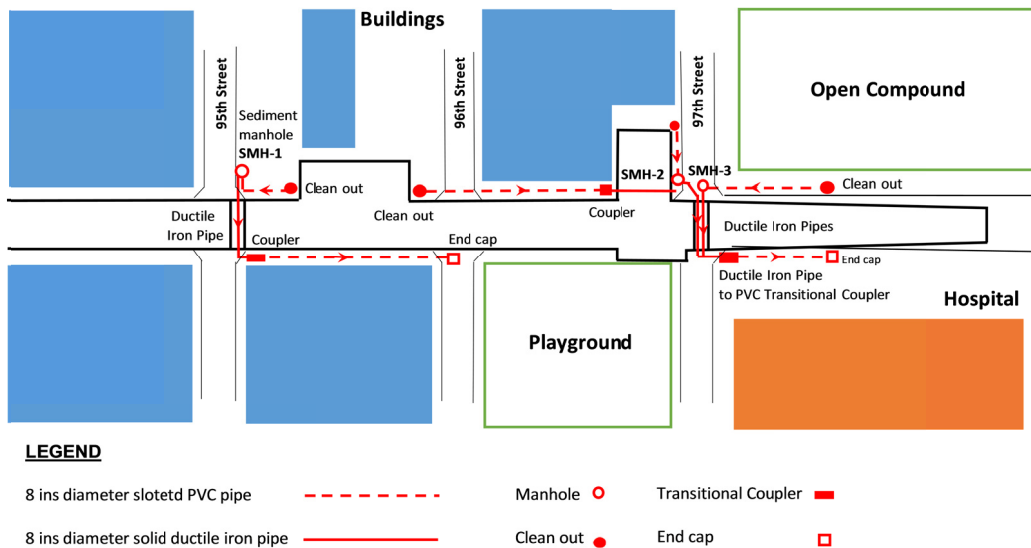 Buildings
95th Street
96th Street
97th Street
Open Compound
Sediment
manhole
SMH-1
SMH-2
SMH-3
Clean out
Clean out
Clean out
Coupler
Ductile
Iron Pipe
Ductile Iron Pipes
Coupler
End cap
End cap
Ductile Iron Pipe
to PVC Transitional Coupler
Hospital
Playground
LEGEND
8 ins diameter slotetd PVC pipe
Manhole
Transitional Coupler
8 ins diameter solid ductile iron pipe
Clean out
End cap